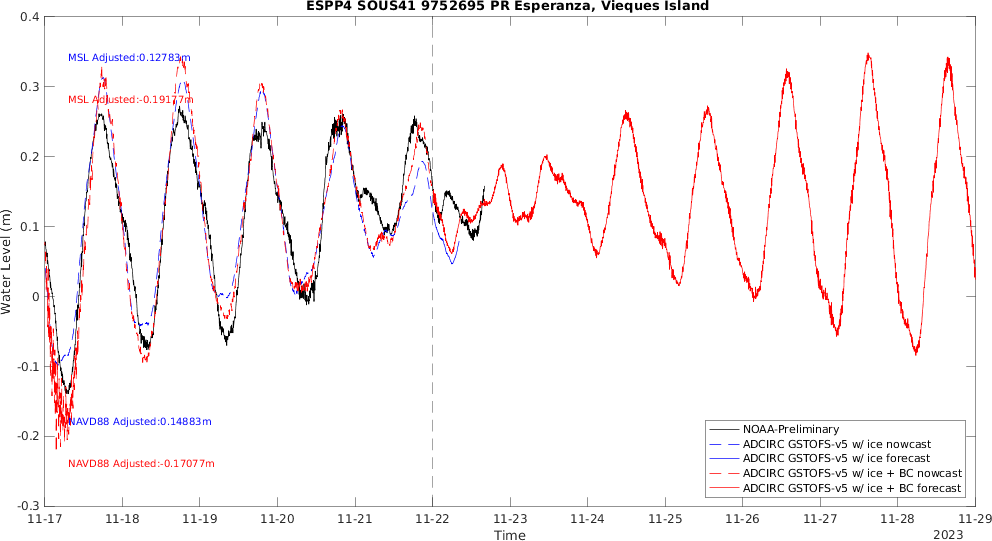 ESPP4 SOUS41 9752695 PR Esperanza, Vieques Island
0.4
0.3
0.2
0.1
0
-0.1
-0.2
-0.3
Water Level (m)
MSL Adjusted:0.12783m
MSL Adjusted:-0.19177m
NAVD88 Adjusted:0.14883m
NAVD88 Adjusted:-0.17077m
NOAA-Preliminary
ADCIRC GSTOFS-v5 w/ ice nowcast
ADCIRC GSTOFS-v5 w/ ice forecast
ADCIRC GSTOFS-v5 w/ ice + BC nowcast
ADCIRC GSTOFS-v5 w/ ice + BC forecast
11-17 11-18 11-19 11-20 11-21 11-22 11-23 11-24 11-25 11-26 11-27 11-28 11-29
Time
2023